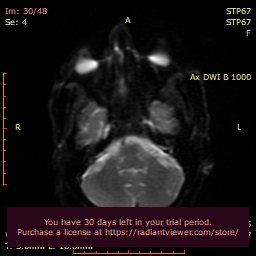 Im: 30/48
STP67
Se: 4
STP67
F
A
Ax DWI B 1000
R
L
You have 30 days left in your trial period.
Purchase a license at https://radiantviewer.com/store/